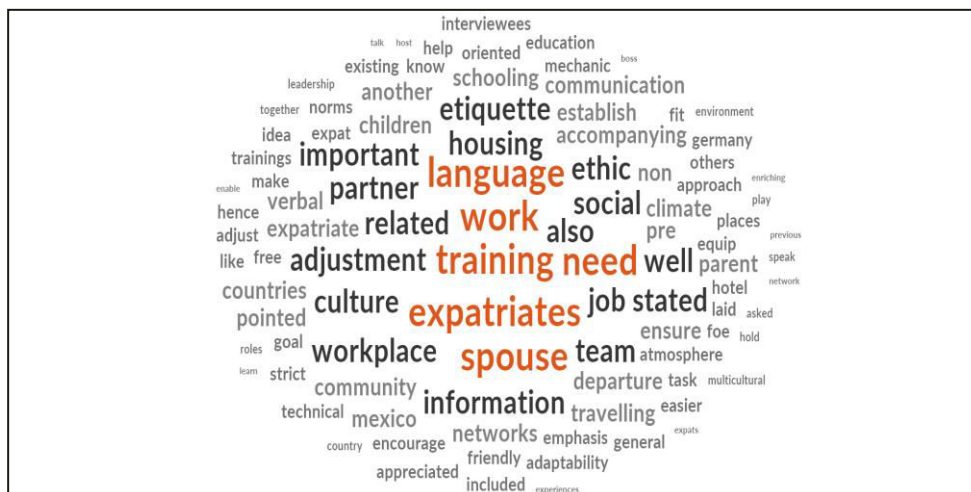 interviewees
talk host help oriented education
existing know schooling mechanic boss
leadership another communication
together norms etiquette establish fit environment
idea expat children housing accompanying germany
trainings important language ethic non others
enable make partner approach enriching
hence verbal work social climate places play
adjust expatriate related also pre equip previous
like free adjustment training need well parent speak
countries culture expatriates job stated hotel network
pointed laid asked
roles goal workplace spouse team ensure foe hold
learn strict atmosphere
community information departure task multicultural
technical mexico travelling easier
country encourage networks emphasis general expats
appreciated friendly adaptability
included experiences